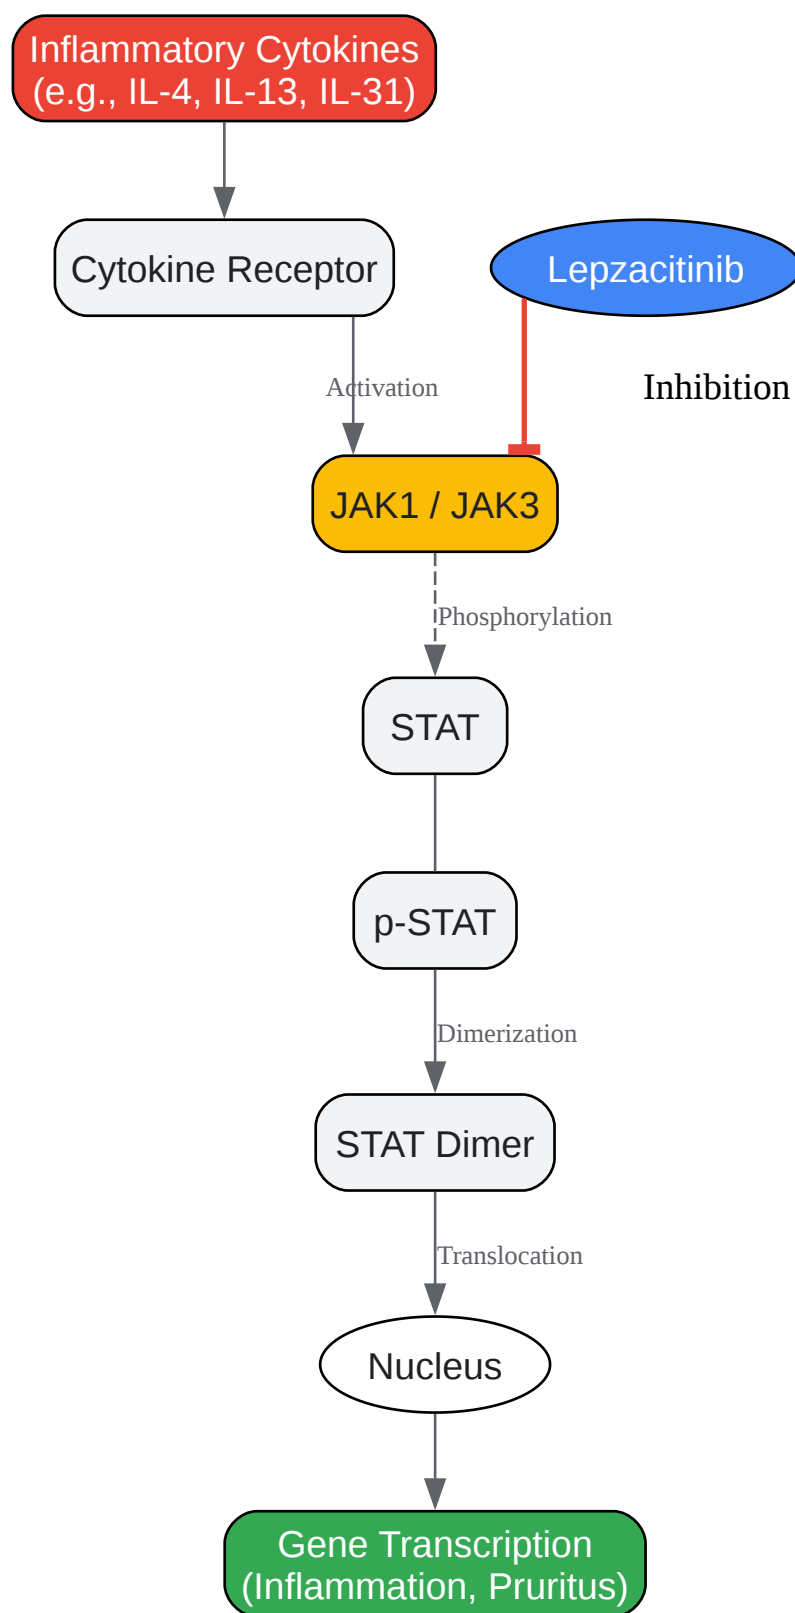 Inflammatory Cytokines
(e.g., IL-4, IL-13, IL-31)
Cytokine Receptor
Lepzacitinib
Activation
Inhibition
JAK1 / JAK3
Phosphorylation
STAT
p-STAT
Dimerization
STAT Dimer
Translocation
Nucleus
Gene Transcription
(Inflammation, Pruritus)